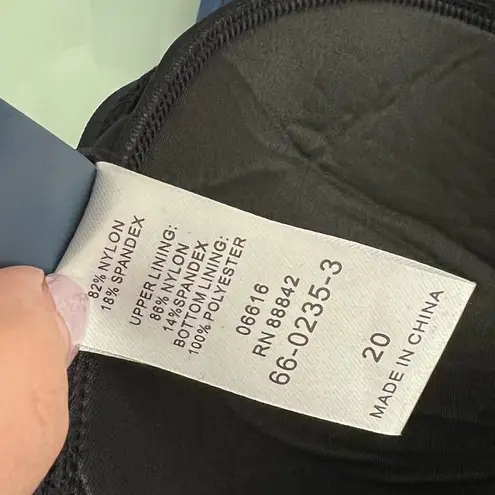 82% NYLON
18% SPANDEX
UPPER LINING:
86% NYLON
14%SPANDEX
BOTTOM LINING:
100% POLYESTER
06616
RN 88842
66-0235-3
20
MADE IN CHINA